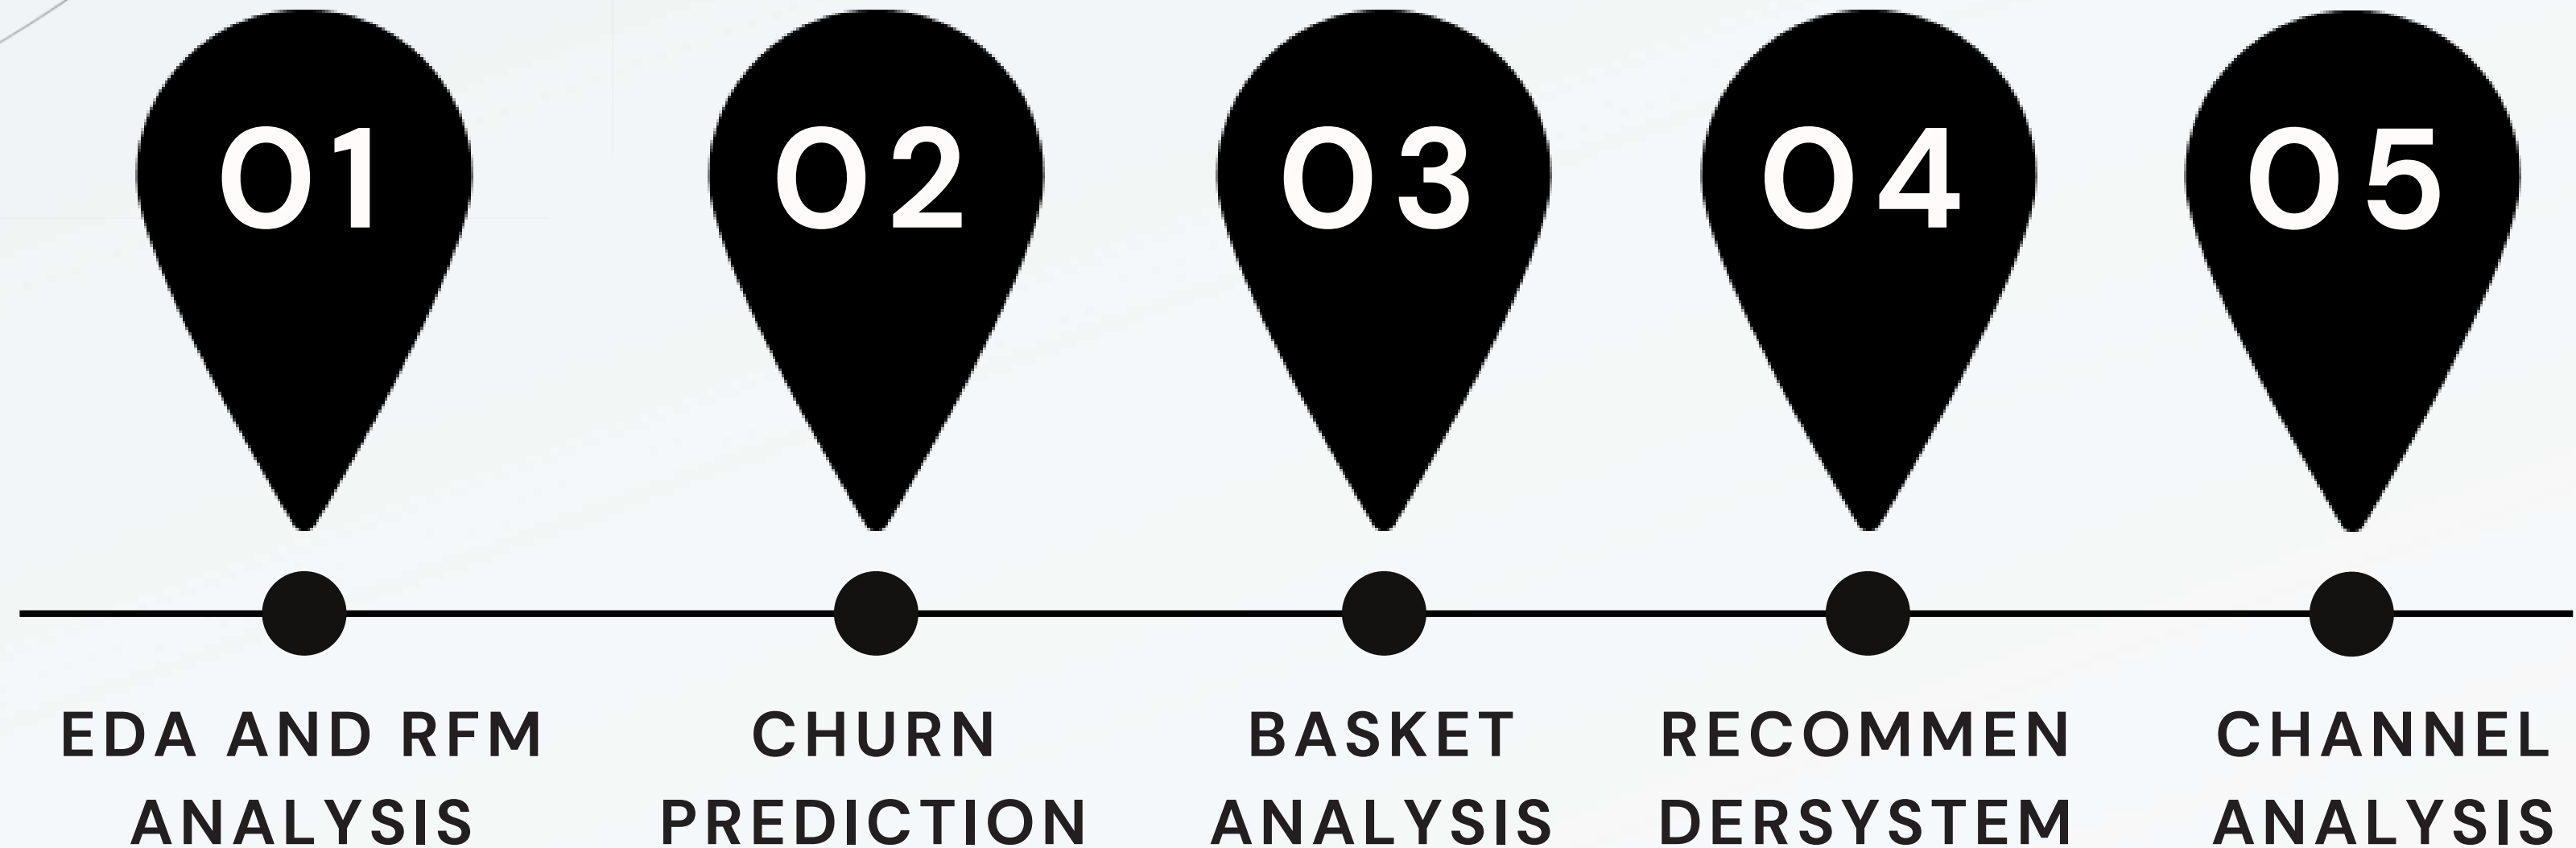 01
02
03
04
05
EDA AND RFM
ANALYSIS
CHURN
PREDICTION
BASKET
ANALYSIS
RECOMMEN
DERSYSTEM
CHANNEL
ANALYSIS